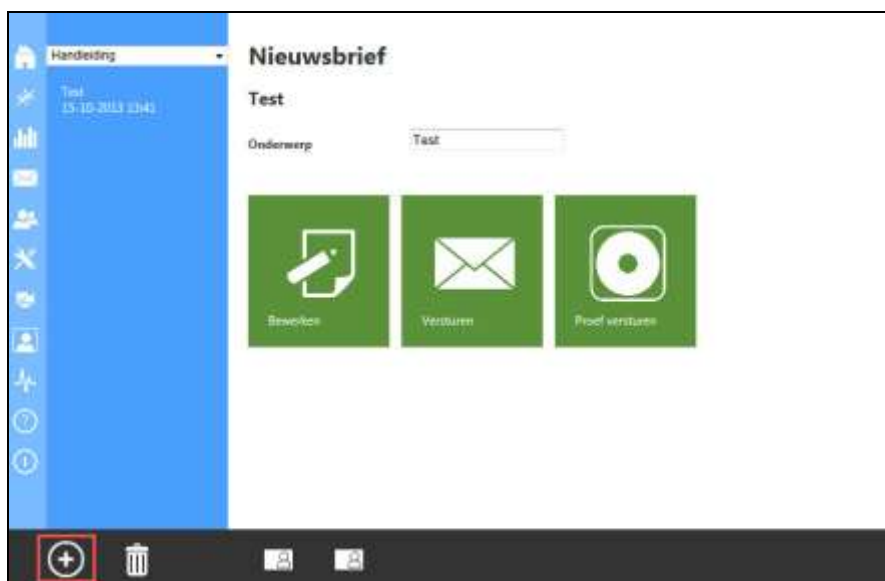 Handleiding
Test
15-10-2013 13:41
Nieuwsbrief
Test
Onderwerp
Test
Bewerken
Versturen
Proef versturen